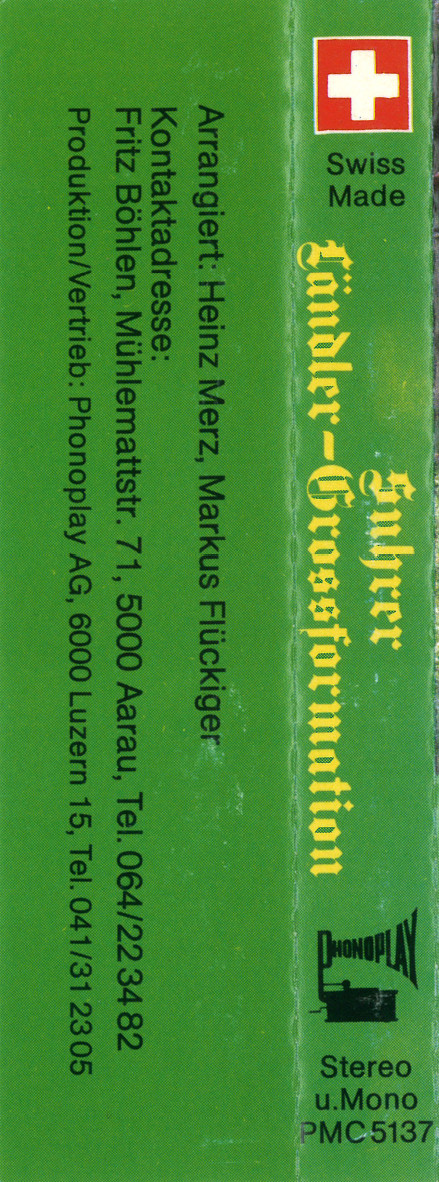 Swiss
Made
Suhrer
Ländler-Grossformation
PHONOPLAY
Stereo
u.Mono
PMC 5137
Arrangiert: Heinz Merz, Markus Flückiger
Kontaktadresse:
Fritz Böhlen, Mühlemattstr. 71, 5000 Aarau, Tel. 064/22 34 82
Produktion/Vertrieb: Phonoplay AG, 6000 Luzern 15, Tel. 041/31 23 05